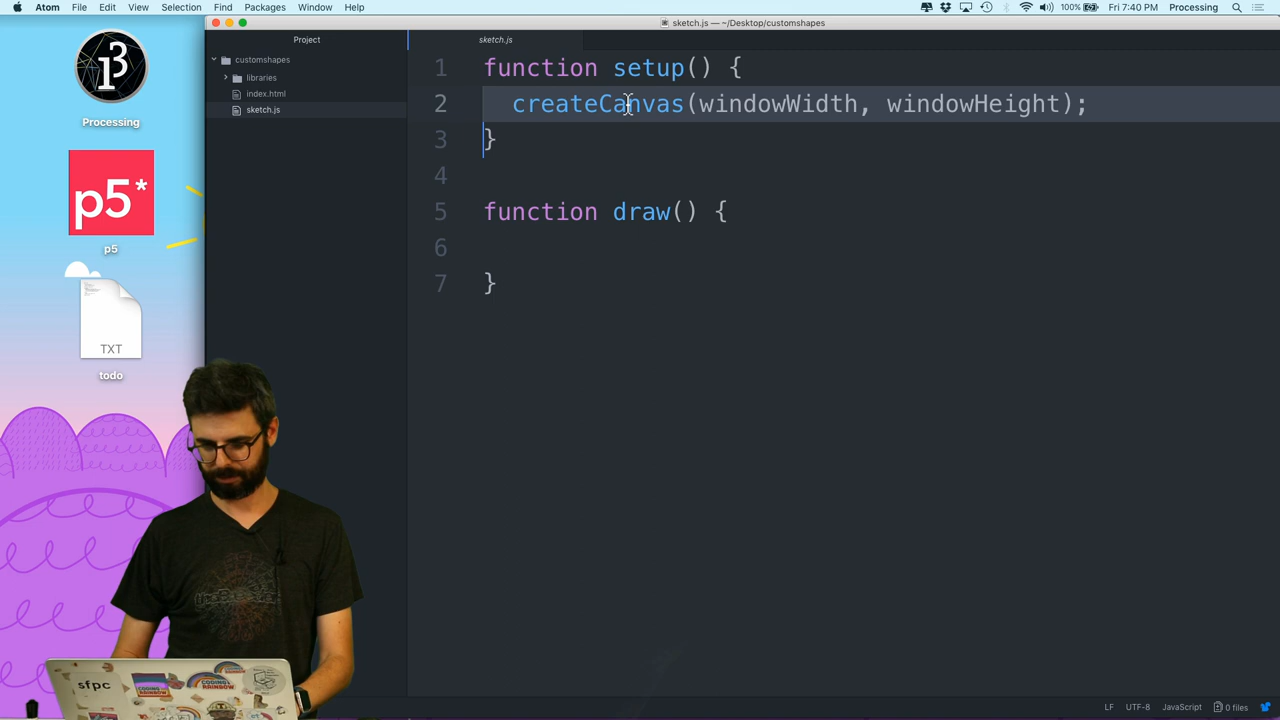 Atom File Edit View Selection Find Packages Window Help
100% Fri 7:40 PM Processing
sketch.js — ~/Desktop/customshapes
Project
sketch.js
customshapes
libraries
index.html
sketch.js
Processing
p5*
p5
TXT
todo
1 function setup() {
2 createCanvas(windowWidth, windowHeight);
3 }
4
5 function draw() {
6
7 }
sfpc
CODING RAINBOW
LF UTF-8 JavaScript 0 files